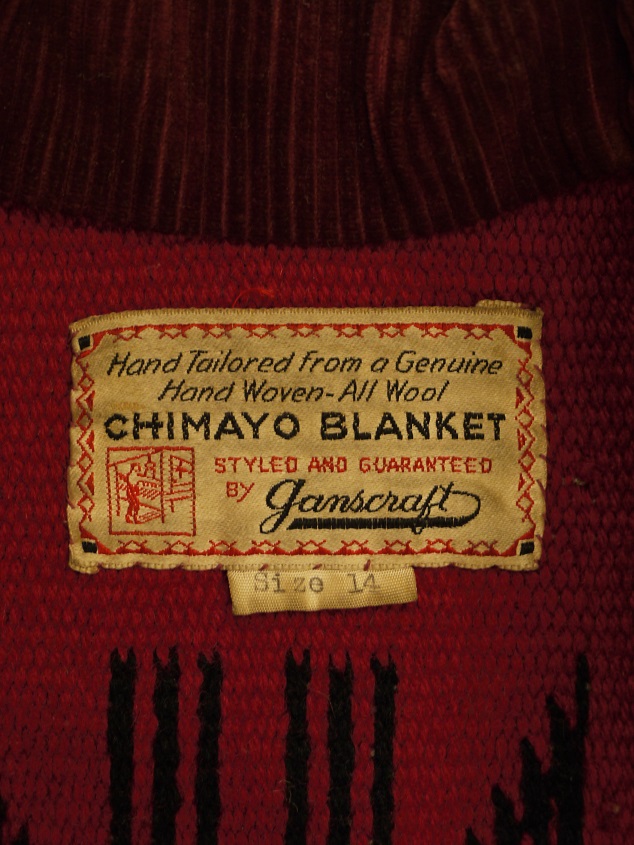 Hand Tailored from a Genuine
Hand Woven-All Wool
CHIMAYO BLANKET
STYLED AND GUARANTEED
BY Ganscraft
Size 14